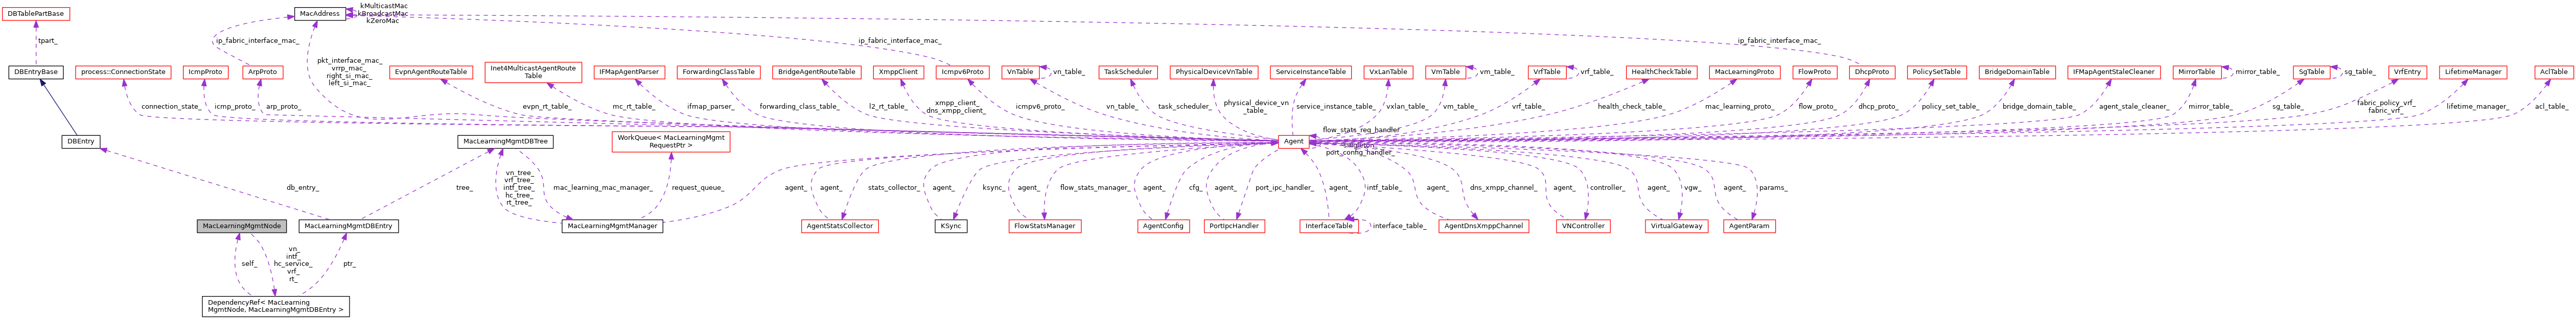 DBTablePartBase
MacAddress
kMulticastMac
kBroadcastMac
kZeroMac
tpart_
ip_fabric_interface_mac_
ip_fabric_interface_mac_
ip_fabric_interface_mac_
pkt_interface_mac_
vrrp_mac_
right_si_mac_
left_si_mac_
DBEntryBase
process::ConnectionState
IcmpProto
ArpProto
EvpnAgentRouteTable
Inet4MulticastAgentRoute
Table
IFMapAgentParser
ForwardingClassTable
BridgeAgentRouteTable
XmppClient
Icmpv6Proto
VnTable
vn_table_
TaskScheduler
PhysicalDeviceVnTable
ServiceInstanceTable
VxLanTable
VmTable
vm_table_
VrfTable
vrf_table_
HealthCheckTable
MacLearningProto
FlowProto
DhcpProto
PolicySetTable
BridgeDomainTable
IFMapAgentStaleCleaner
MirrorTable
mirror_table_
SgTable
sg_table_
VrfEntry
LifetimeManager
AclTable
connection_state_
icmp_proto_
arp_proto_
evpn_rt_table_
mc_rt_table_
ifmap_parser_
forwarding_class_table_
l2_rt_table_
xmpp_client_
dns_xmpp_client_
icmpv6_proto_
vn_table_
task_scheduler_
physical_device_vn
_table_
service_instance_table_
vxlan_table_
vm_table_
vrf_table_
health_check_table_
mac_learning_proto_
flow_proto_
dhcp_proto_
policy_set_table_
bridge_domain_table_
agent_stale_cleaner_
mirror_table_
sg_table_
fabric_policy_vrf_
fabric_vrf_
lifetime_manager_
acl_table_
DBEntry
MacLearningMgmtDBTree
WorkQueue< MacLearningMgmt
RequestPtr >
Agent
flow_stats_req_handler_
singleton_
port_config_handler_
db_entry_
tree_
vn_tree_
vrf_tree_
intf_tree_
hc_tree_
rt_tree_
mac_learning_mac_manager_
request_queue_
agent_
agent_
stats_collector_
agent_
ksync_
agent_
flow_stats_manager_
agent_
cfg_
agent_
port_ipc_handler_
agent_
intf_table_
agent_
dns_xmpp_channel_
agent_
controller_
agent_
vgw_
agent_
params_
MacLearningMgmtNode
MacLearningMgmtDBEntry
MacLearningMgmtManager
AgentStatsCollector
KSync
FlowStatsManager
AgentConfig
PortIpcHandler
InterfaceTable
interface_table_
AgentDnsXmppChannel
VNController
VirtualGateway
AgentParam
self_
vn_
intf_
hc_service_
vrf_
rt_
ptr_
DependencyRef< MacLearning
MgmtNode, MacLearningMgmtDBEntry >